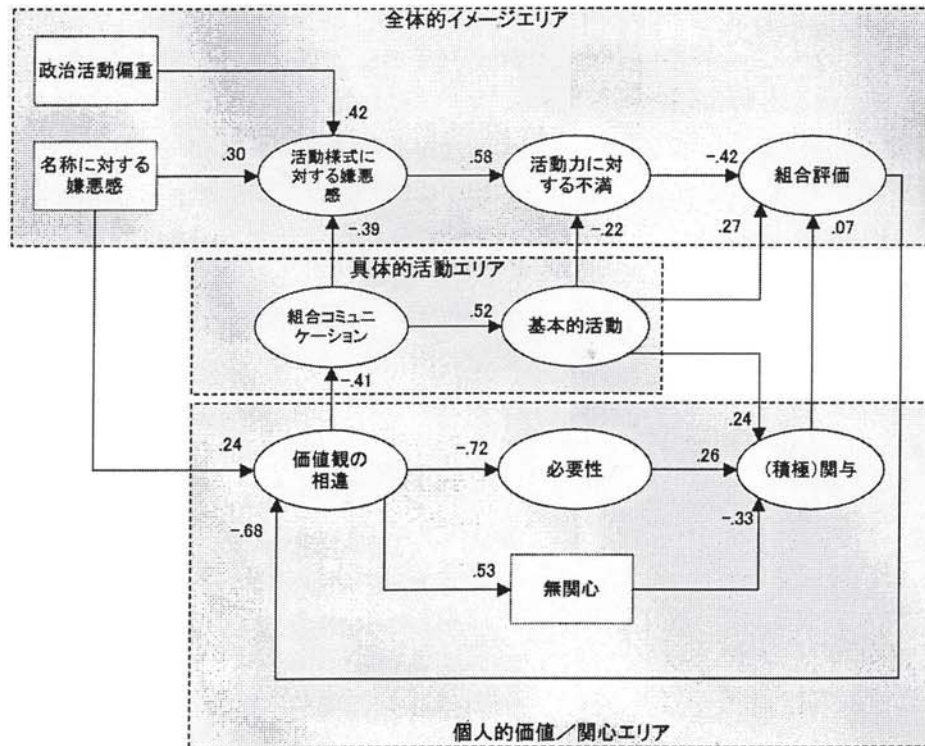 全体的イメージエリア
政治活動偏重
.42
名称に対する
嫌悪感
.30
活動様式に
対する嫌悪
感
.58
活動力に対
する不満
-.42
組合評価
-.39
-.22
.27
.07
具体的活動エリア
組合コミュニ
ケーション
.52
基本的活動
-.41
.24
.24
価値観の
相違
-.72
必要性
.26
(積極)関与
-.68
-.33
.53
無関心
個人的価値/関心エリア